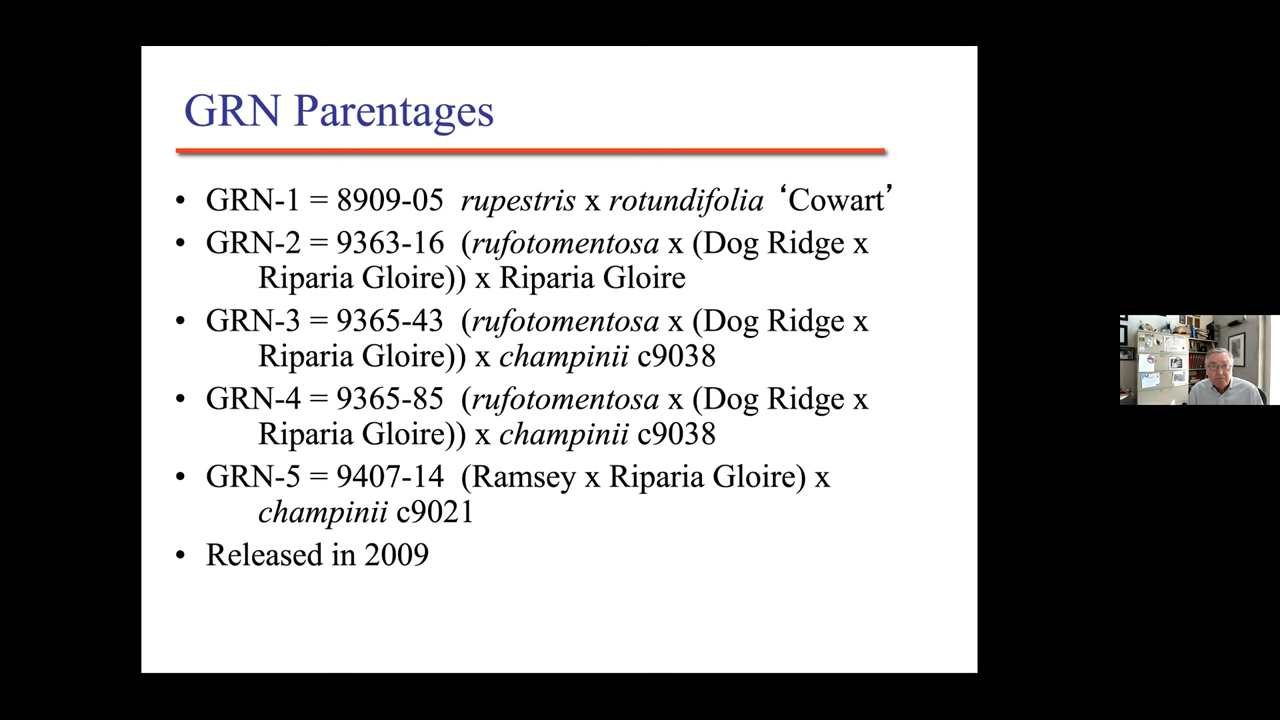 GRN Parentages
• GRN-1 = 8909-05 rupestris x rotundifolia ‘Cowart’
• GRN-2 = 9363-16 (rufotomentosa x (Dog Ridge x
Riparia Gloire)) x Riparia Gloire
• GRN-3 = 9365-43 (rufotomentosa x (Dog Ridge x
Riparia Gloire)) x champinii c9038
• GRN-4 = 9365-85 (rufotomentosa x (Dog Ridge x
Riparia Gloire)) x champinii c9038
• GRN-5 = 9407-14 (Ramsey x Riparia Gloire) x
champinii c9021
• Released in 2009